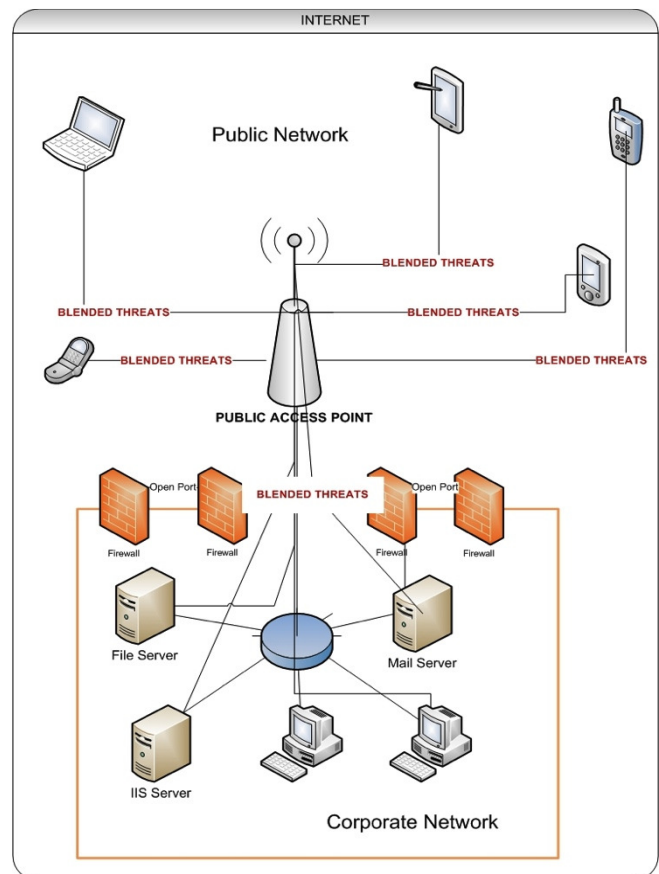 INTERNET
Public Network
BLENDED THREATS
BLENDED THREATS
BLENDED THREATS
BLENDED THREATS
BLENDED THREATS
PUBLIC ACCESS POINT
Open Port
BLENDED THREATS
Open Port
Firewall
Firewall
Firewall
Firewall
File Server
Mail Server
IIS Server
Corporate Network